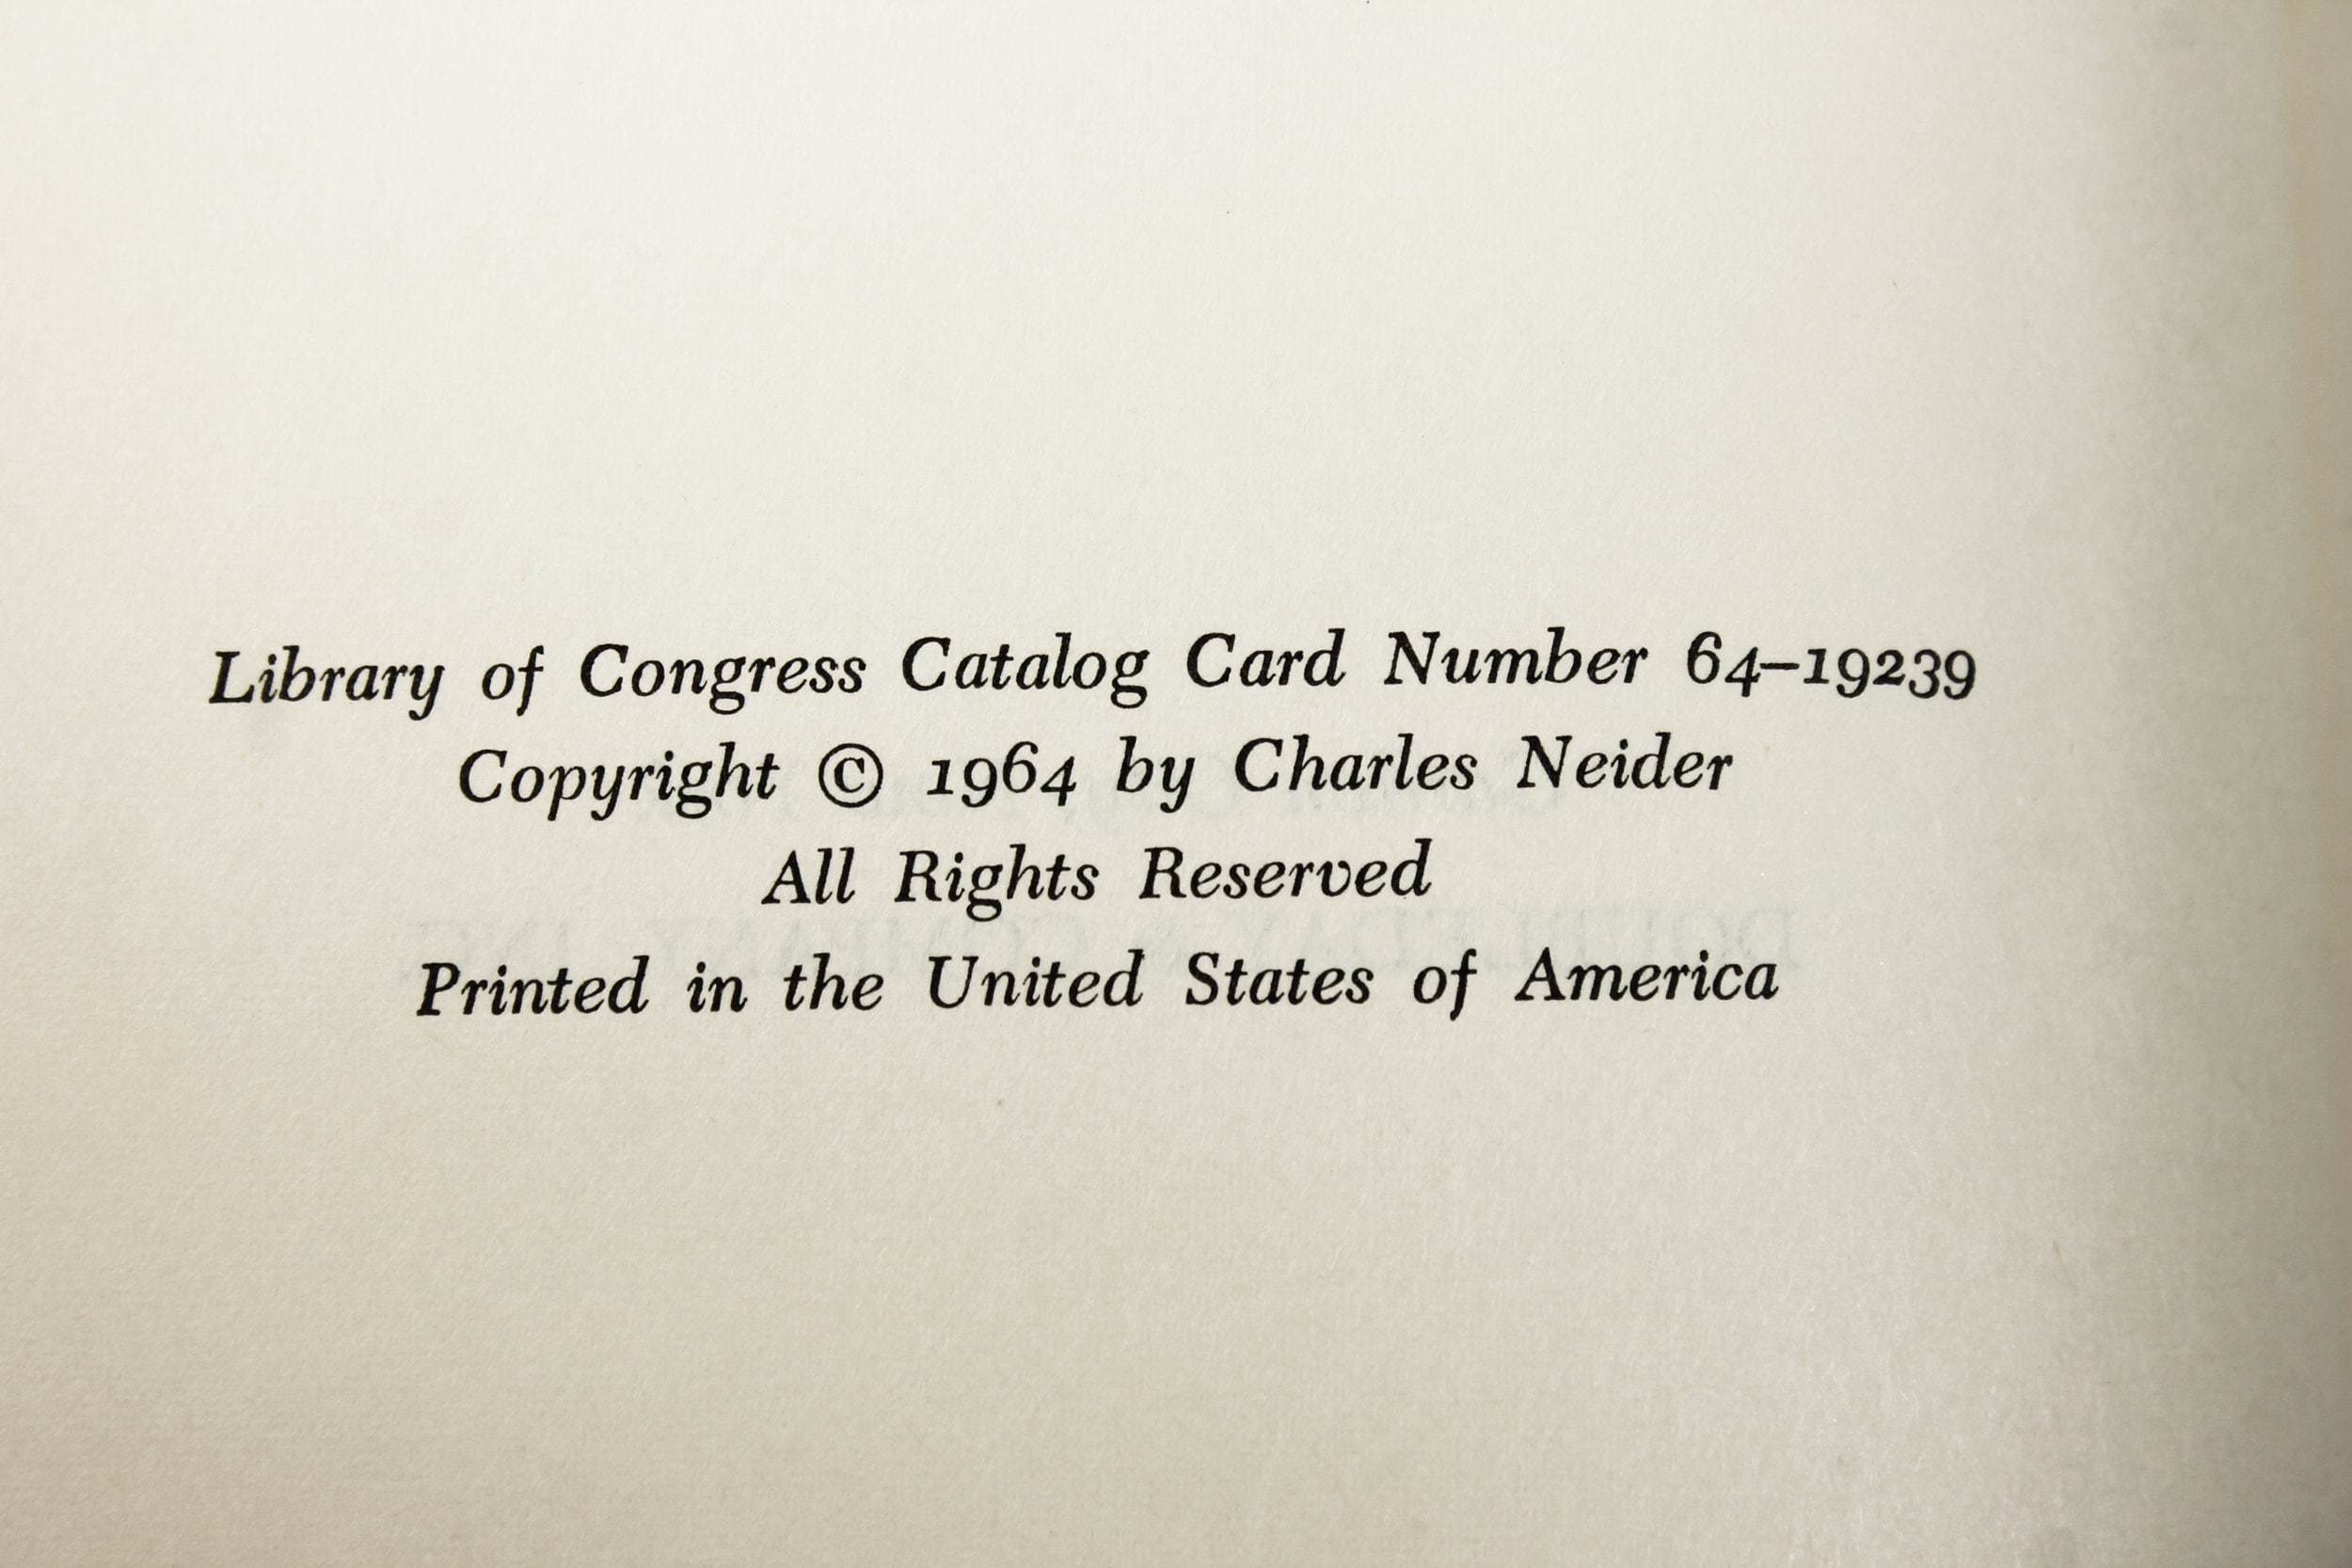 Library of Congress Catalog Card Number 64–19239
Copyright © 1964 by Charles Neider
All Rights Reserved
Printed in the United States of America